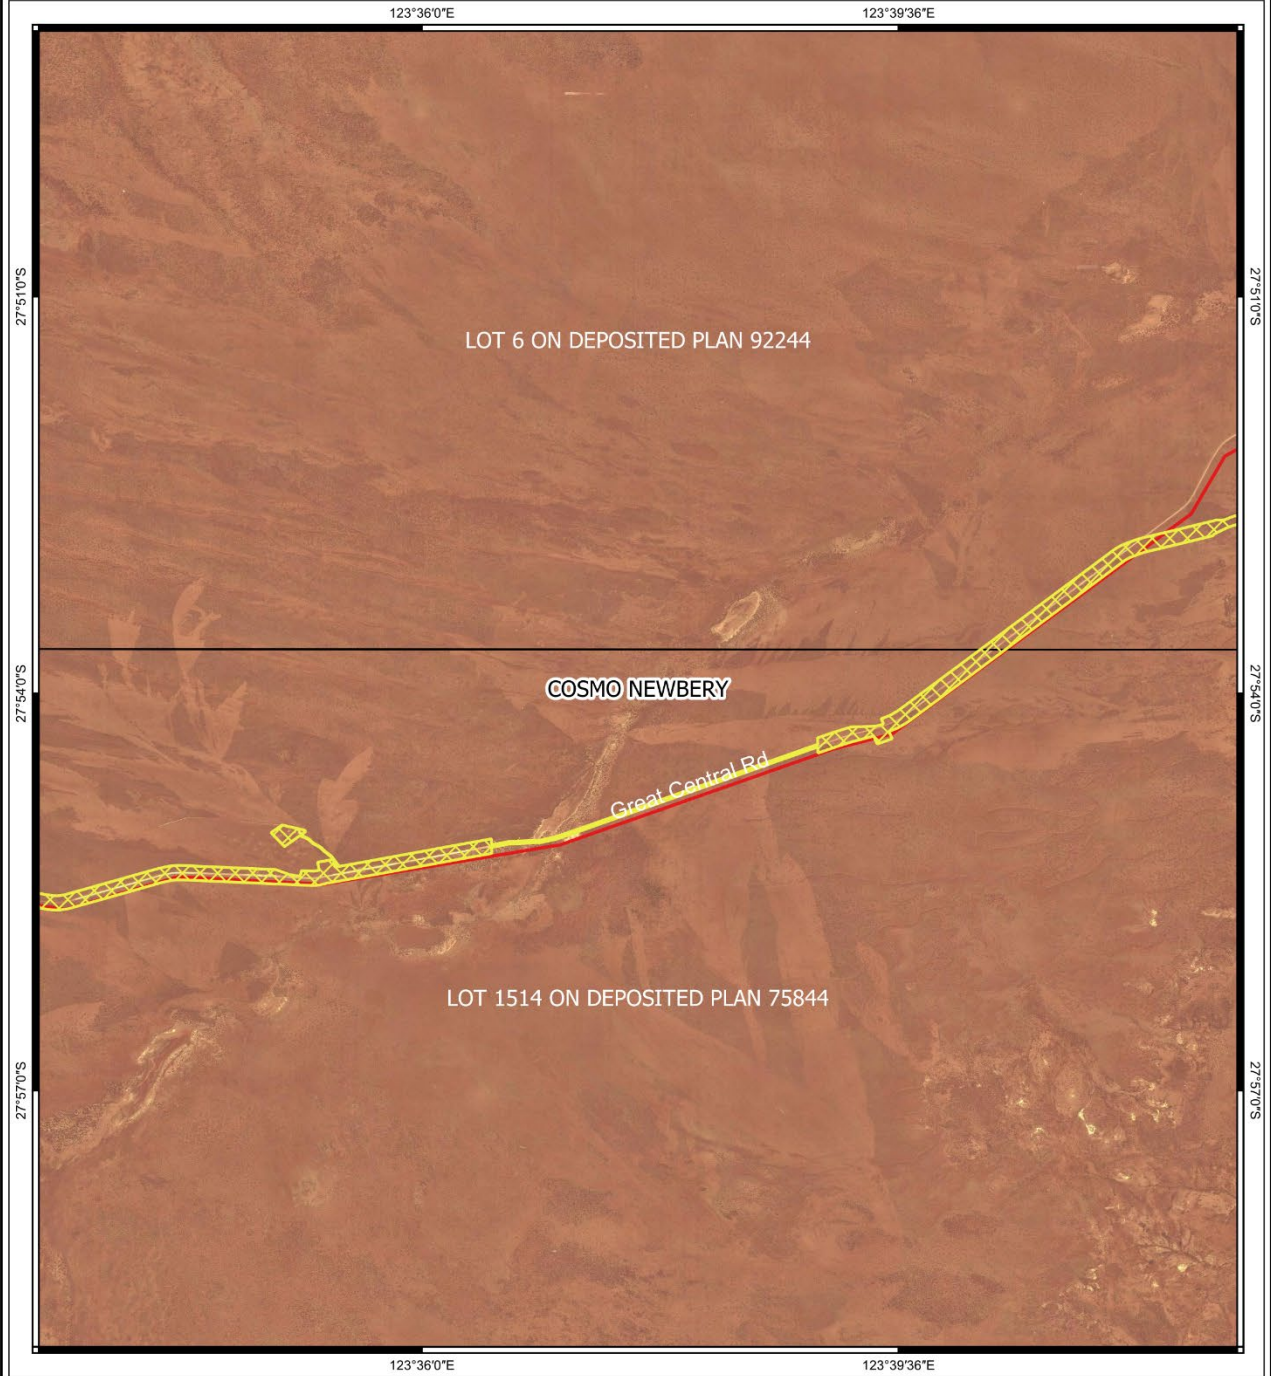 123°36'0"E
123°39'36"E
27°51'0"S
27°51'0"S
LOT 6 ON DEPOSITED PLAN 92244
27°54'0"S
COSMO NEWBERY
27°54'0"S
Great Central Rd
LOT 1514 ON DEPOSITED PLAN 75844
27°57'0"S
27°57'0"S
123°36'0"E
123°39'36"E